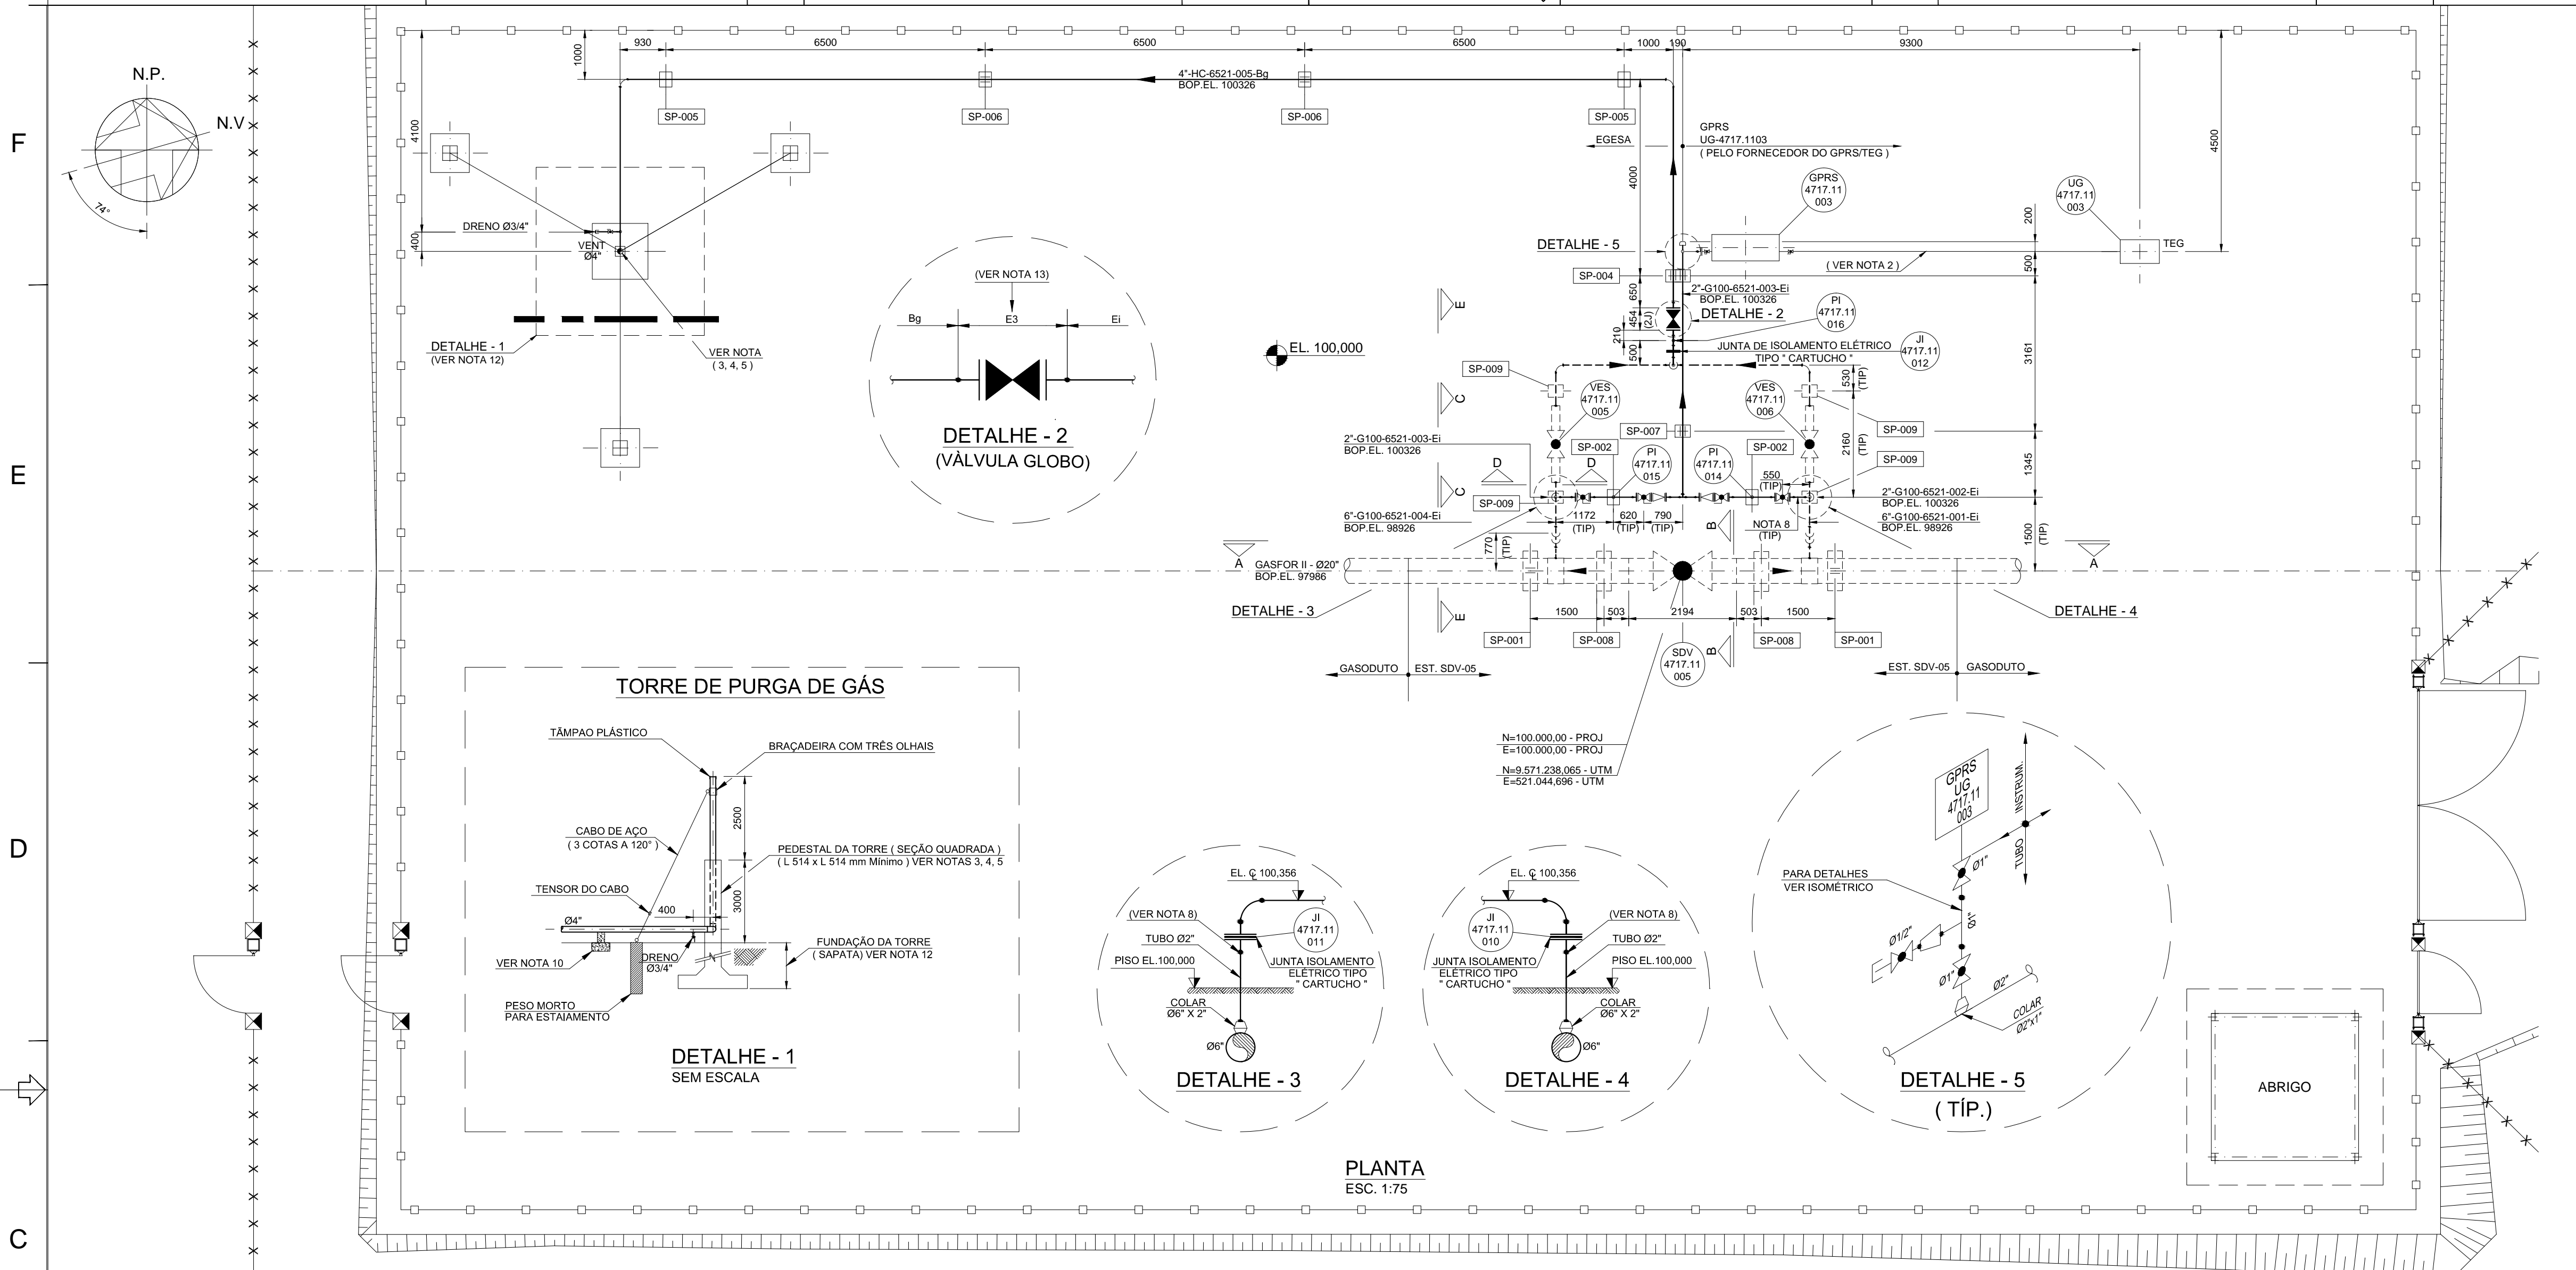 F
E
D
C
N.P.
N.V
74°
930
6500
6500
6500
1000
190
9300
1000
4100
400
4"-HC-6521-005-Bg
BOP.EL. 100326
SP-005
SP-006
SP-006
SP-005
DRENO Ø3/4"
VENT
Ø4"
DETALHE - 1
(VER NOTA 12)
VER NOTA
( 3, 4, 5 )
(VER NOTA 13)
Bg
E3
Ei
DETALHE - 2
(VÀLVULA GLOBO)
EL. 100,000
EGESA
GPRS
UG-4717.1103
( PELO FORNECEDOR DO GPRS/TEG )
GPRS
4717.11
003
UG
4717.11
003
TEG
4500
4000
200
500
DETALHE - 5
( VER NOTA 2 )
SP-004
2"-G100-6521-003-Ei
BOP.EL. 100326
650
454
(2J)
210
500
DETALHE - 2
PI
4717.11
016
JUNTA DE ISOLAMENTO ELÉTRICO
TIPO " CARTUCHO "
JI
4717.11
012
3161
530
(TIP)
2160
(TIP)
1345
1500
(TIP)
E
C
C
E
SP-009
VES
4717.11
005
VES
4717.11
006
SP-009
SP-009
SP-007
2"-G100-6521-003-Ei
BOP.EL. 100326
SP-002
SP-002
D
D
PI
4717.11
015
PI
4717.11
014
550
(TIP)
SP-009
2"-G100-6521-002-Ei
BOP.EL. 100326
6"-G100-6521-004-Ei
BOP.EL. 98926
6"-G100-6521-001-Ei
BOP.EL. 98926
1172
(TIP)
620
(TIP)
790
(TIP)
B
NOTA 8
(TIP)
770
(TIP)
A
A
GASFOR II - Ø20"
BOP.EL. 97986
DETALHE - 3
DETALHE - 4
1500
503
2194
503
1500
SP-001
SP-008
SP-008
SP-001
SDV
4717.11
005
B
GASODUTO
EST. SDV-05
EST. SDV-05
GASODUTO
N=100.000,00 - PROJ
E=100.000,00 - PROJ
N=9.571.238,065 - UTM
E=521.044,696 - UTM
TORRE DE PURGA DE GÁS
TÃMPAO PLÁSTICO
BRAÇADEIRA COM TRÊS OLHAIS
2500
CABO DE AÇO
( 3 COTAS A 120° )
PEDESTAL DA TORRE ( SEÇÃO QUADRADA )
( L 514 x L 514 mm Mínimo ) VER NOTAS 3, 4, 5
TENSOR DO CABO
400
3000
Ø4"
N
FUNDAÇÃO DA TORRE
( SAPATA) VER NOTA 12
VER NOTA 10
DRENO
Ø3/4"
PESO MORTO
PARA ESTAIAMENTO
DETALHE - 1
SEM ESCALA
EL. ℄ 100,356
(VER NOTA 8)
JI
4717.11
011
TUBO Ø2"
PISO EL.100,000
JUNTA ISOLAMENTO
ELÉTRICO TIPO
" CARTUCHO "
COLAR
Ø6" X 2"
Ø6"
DETALHE - 3
EL. ℄ 100,356
JI
4717.11
010
(VER NOTA 8)
TUBO Ø2"
JUNTA ISOLAMENTO
ELÉTRICO TIPO
" CARTUCHO "
PISO EL.100,000
COLAR
Ø6" X 2"
Ø6"
DETALHE - 4
GPRS
UG
4717.11
003
INSTRUM.
TUBO
Ø1"
PARA DETALHES
VER ISOMÉTRICO
Ø1"
Ø1/2"
Ø1"
Ø2"
COLAR
Ø2"x1"
DETALHE - 5
( TÍP.)
ABRIGO
PLANTA
ESC. 1:75